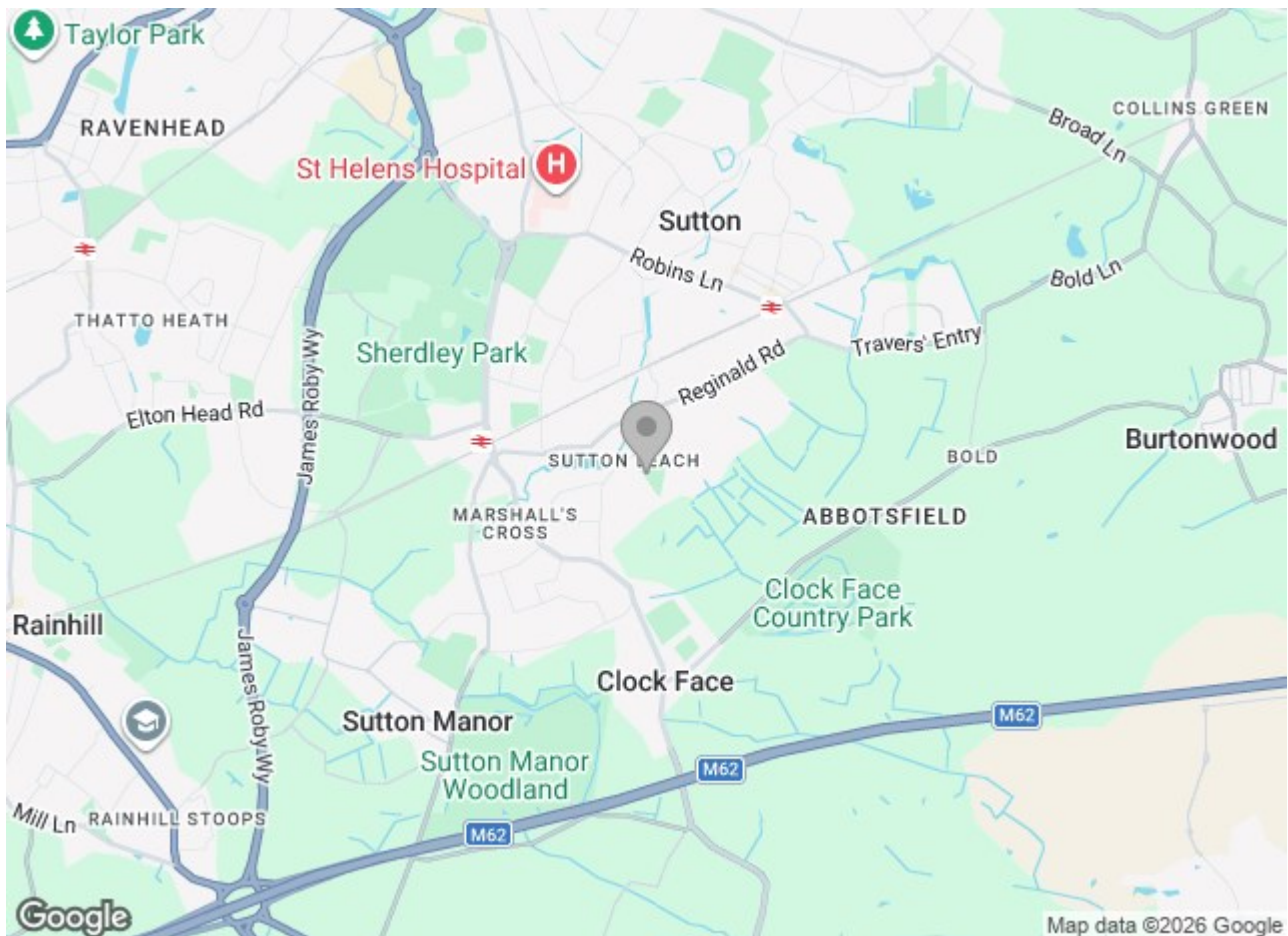 Taylor Park
RAVENHEAD
COLLINS GREEN
Broad Ln
St Helens Hospital
H
Sutton
Robins Ln
Bold Ln
THATTO HEATH
James Roby Wy
Sherdley Park
Travers' Entry
Reginald Rd
Elton Head Rd
Burtonwood
SUTTON LEACH
BOLD
MARSHALL'S
CROSS
ABBOTSFIELD
Clock Face
Country Park
Rainhill
James Roby Wy
Clock Face
Sutton Manor
M62
Sutton Manor
Woodland
M62
Mill Ln
RAINHILL STOOPS
M62
Google
Map data ©2026 Google